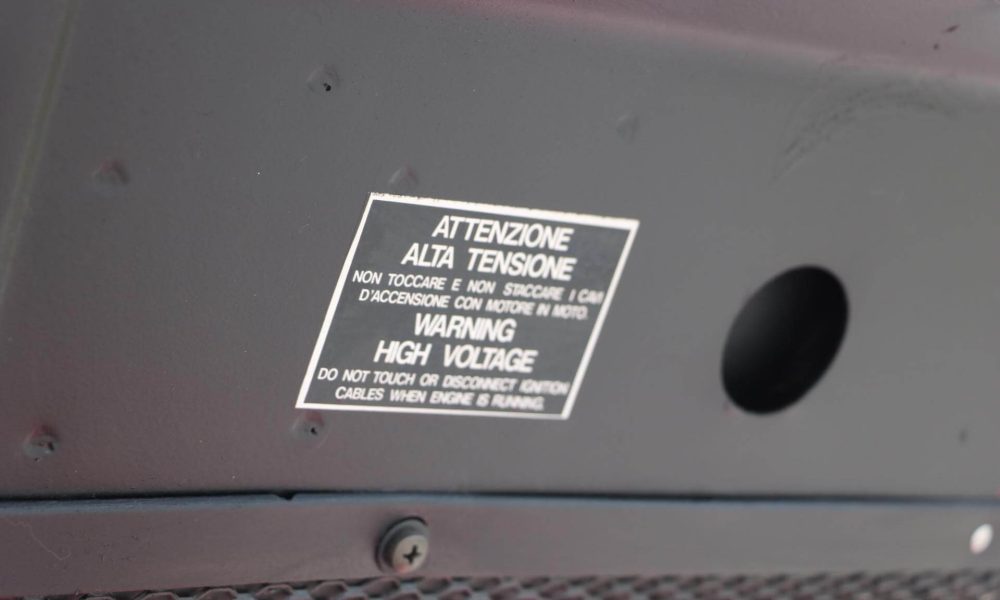 ATTENZIONE
ALTA TENSIONE
NON TOCCARE E NON STACCARE I CAVI
D'ACCENSIONE CON MOTORE IN MOTO.
WARNING
HIGH VOLTAGE
DO NOT TOUCH OR DISCONNECT IGNITION
CABLES WHEN ENGINE IS RUNNING.